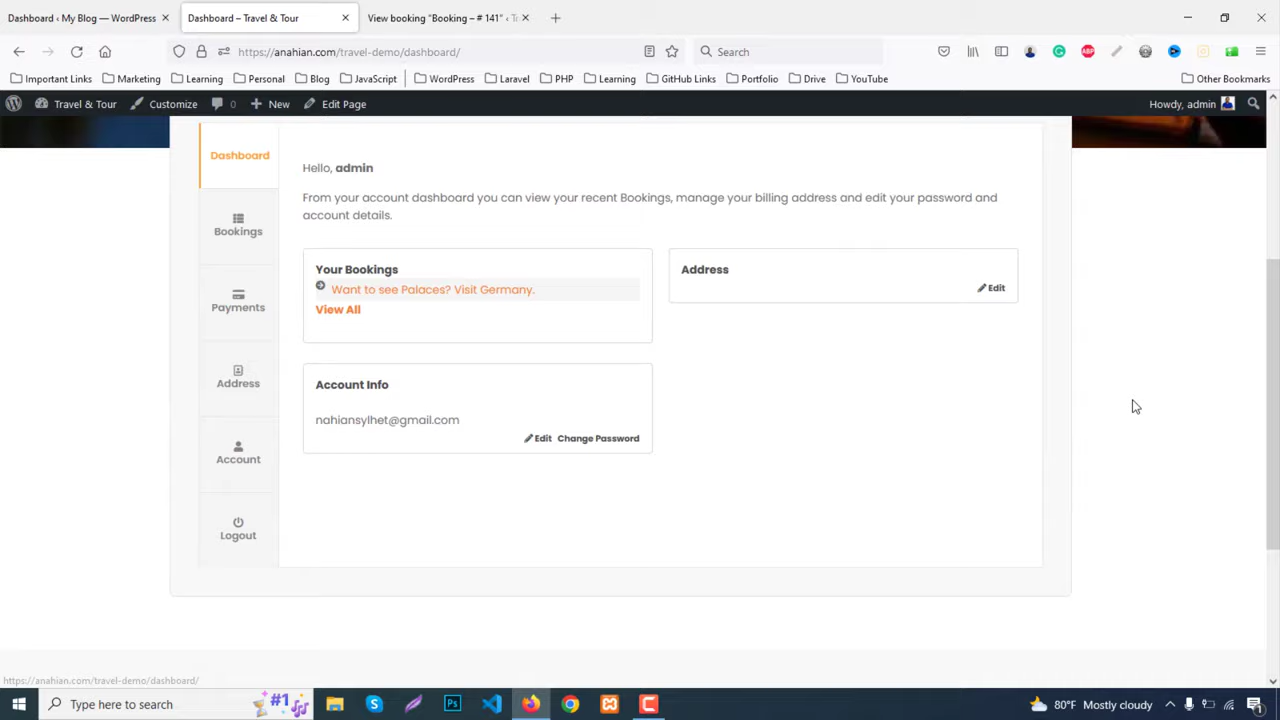 Dashboard ‹ My Blog — WordPress
Dashboard – Travel & Tour
View booking “Booking – # 141” ‹ T
https://anahian.com/travel-demo/dashboard/
Search
Important Links
Marketing
Learning
Personal
Blog
JavaScript
WordPress
Laravel
PHP
Learning
GitHub Links
Portfolio
Drive
YouTube
Other Bookmarks
Travel & Tour
Customize
0
New
Edit Page
Howdy, admin
Dashboard
Bookings
Payments
Address
Account
Logout
Hello, admin
From your account dashboard you can view your recent Bookings, manage your billing address and edit your password and
account details.
Your Bookings
Want to see Palaces? Visit Germany.
View All
Address
Edit
Account Info
nahiansylhet@gmail.com
Edit Change Password
https://anahian.com/travel-demo/dashboard/
Type here to search
#1
80°F Mostly cloudy